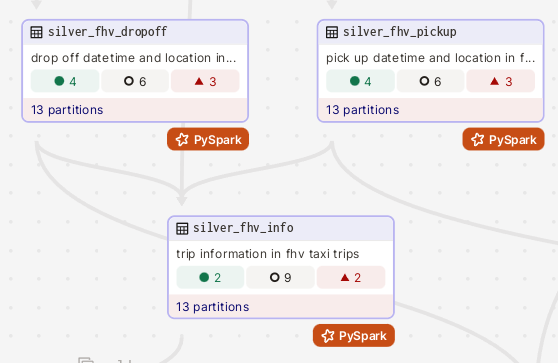 silver_fhv_dropoff
drop off datetime and location in...
4 6 3
13 partitions
PySpark
silver_fhv_pickup
pick up datetime and location in f...
4 6 3
13 partitions
PySpark
silver_fhv_info
trip information in fhv taxi trips
2 9 2
13 partitions
PySpark